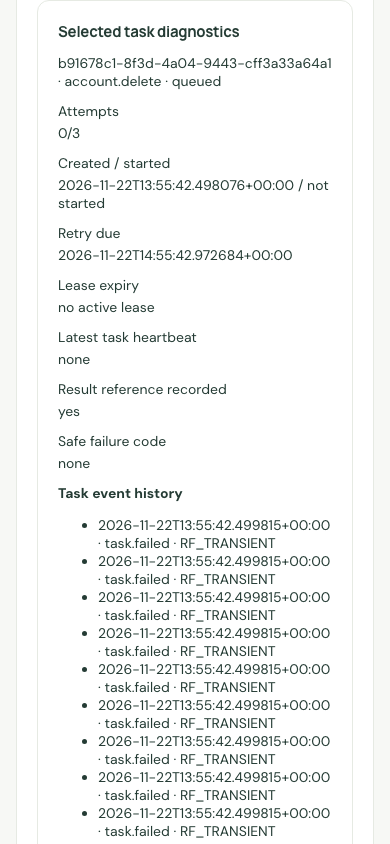 Selected task diagnostics
b91678c1-8f3d-4a04-9443-cff3a33a64a1
· account.delete · queued
Attempts
0/3
Created / started
2026-11-22T13:55:42.498076+00:00 / not
started
Retry due
2026-11-22T14:55:42.972684+00:00
Lease expiry
no active lease
Latest task heartbeat
none
Result reference recorded
yes
Safe failure code
none
Task event history
• 2026-11-22T13:55:42.499815+00:00
· task.failed · RF_TRANSIENT
• 2026-11-22T13:55:42.499815+00:00
· task.failed · RF_TRANSIENT
• 2026-11-22T13:55:42.499815+00:00
· task.failed · RF_TRANSIENT
• 2026-11-22T13:55:42.499815+00:00
· task.failed · RF_TRANSIENT
• 2026-11-22T13:55:42.499815+00:00
· task.failed · RF_TRANSIENT
• 2026-11-22T13:55:42.499815+00:00
· task.failed · RF_TRANSIENT
• 2026-11-22T13:55:42.499815+00:00
· task.failed · RF_TRANSIENT
• 2026-11-22T13:55:42.499815+00:00
· task.failed · RF_TRANSIENT
• 2026-11-22T13:55:42.499815+00:00
· task.failed · RF_TRANSIENT